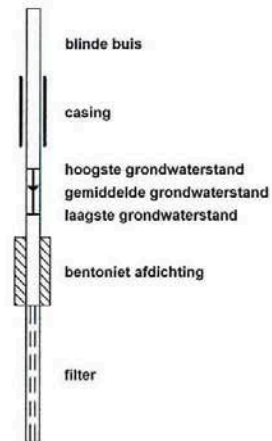 blinde buis
casing
hoogste grondwaterstand
gemiddelde grondwaterstand
laagste grondwaterstand
bentoniet afdichting
filter